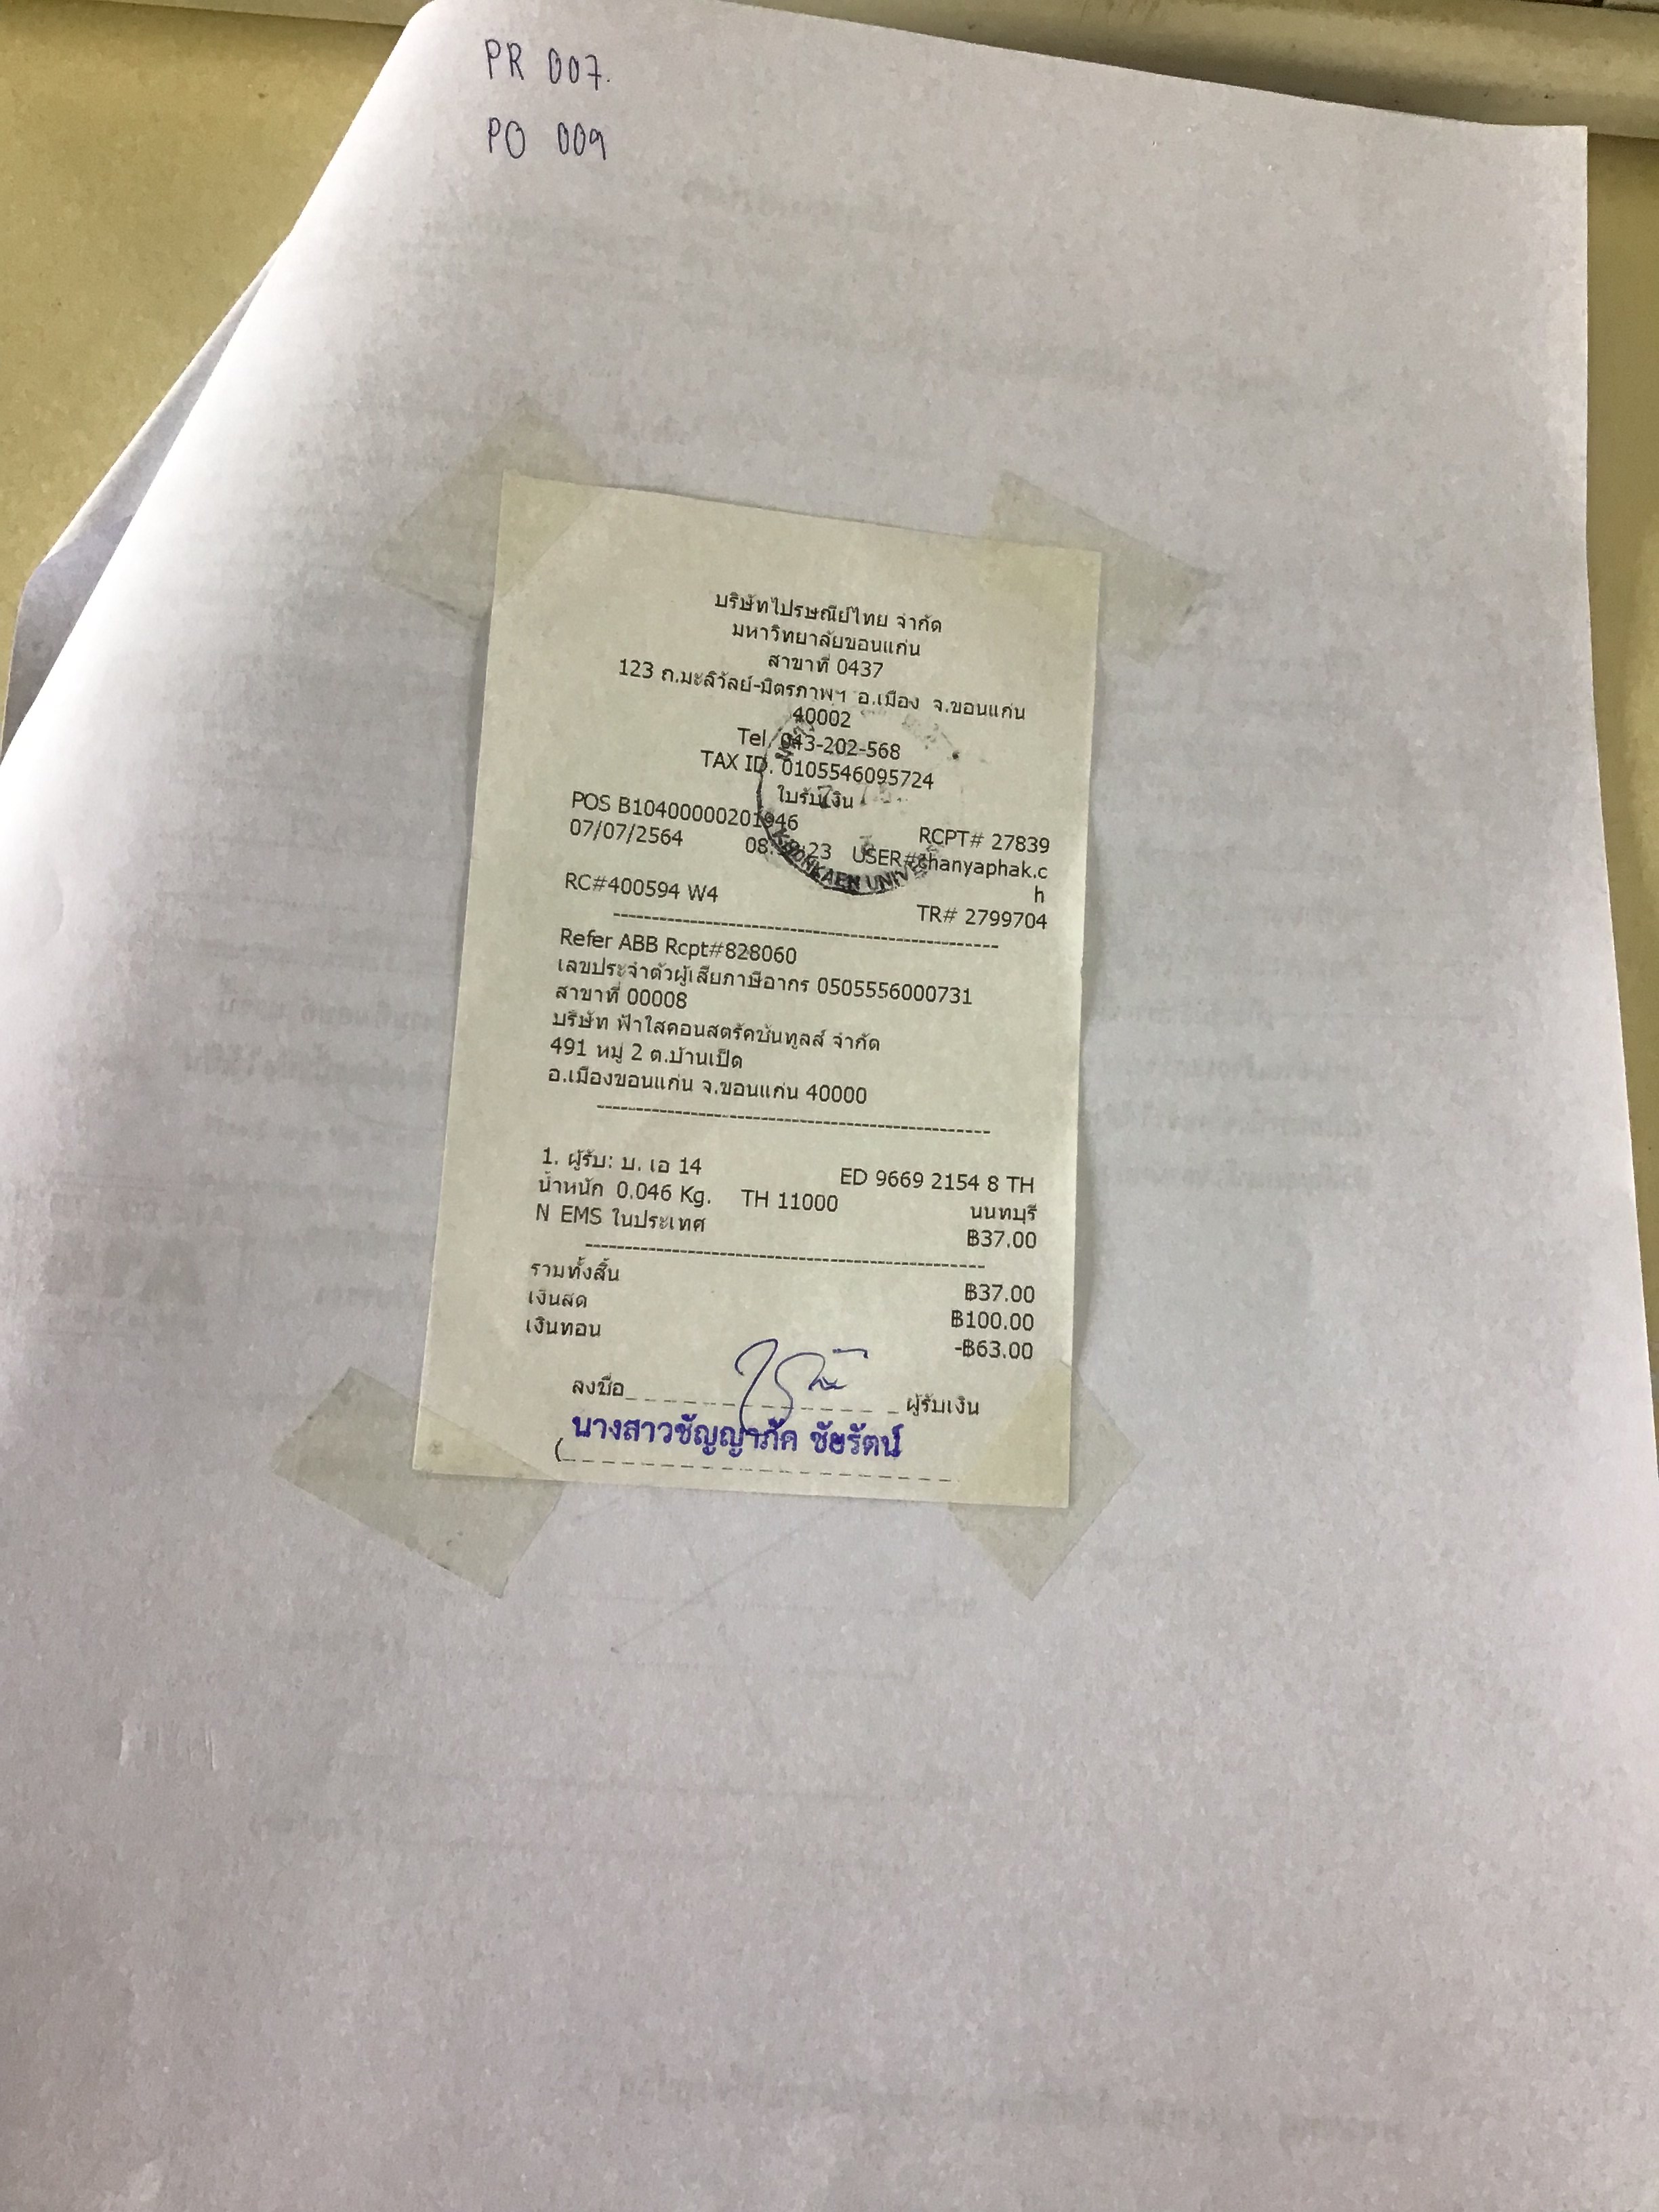 PR 007.
PO 009
บริษัทไปรษณีย์ไทย จำกัด
มหาวิทยาลัยขอนแก่น
สาขาที่ 0437
123 ถ.มะลิวัลย์-มิตรภาพฯ อ.เมือง จ.ขอนแก่น
40002
Tel. 043-202-568
TAX ID. 0105546095724
ใบรับเงิน
POS B104000000201946 RCPT# 27839
07/07/2564 USER#chanyaphak.c
h
RC#400594 W4 TR# 2799704
Refer ABB Rcpt#828060
เลขประจำตัวผู้เสียภาษีอากร 0505556000731
สาขาที่ 00008
บริษัท ฟ้าใสคอนสตรัคชั่นทูลส์ จำกัด
491 หมู่ 2 ต.บ้านเป็ด
อ.เมืองขอนแก่น จ.ขอนแก่น 40000
1. ผู้รับ: บ. เอ 14 ED 9669 2154 8 TH
น้ำหนัก 0.046 Kg. TH 11000 นนทบุรี
N EMS ในประเทศ ฿37.00
รวมทั้งสิ้น ฿37.00
เงินสด ฿100.00
เงินทอน -฿63.00
ลงชื่อ ผู้รับเงิน
( นางสาวชัญญาภัค ชัยรัตน์